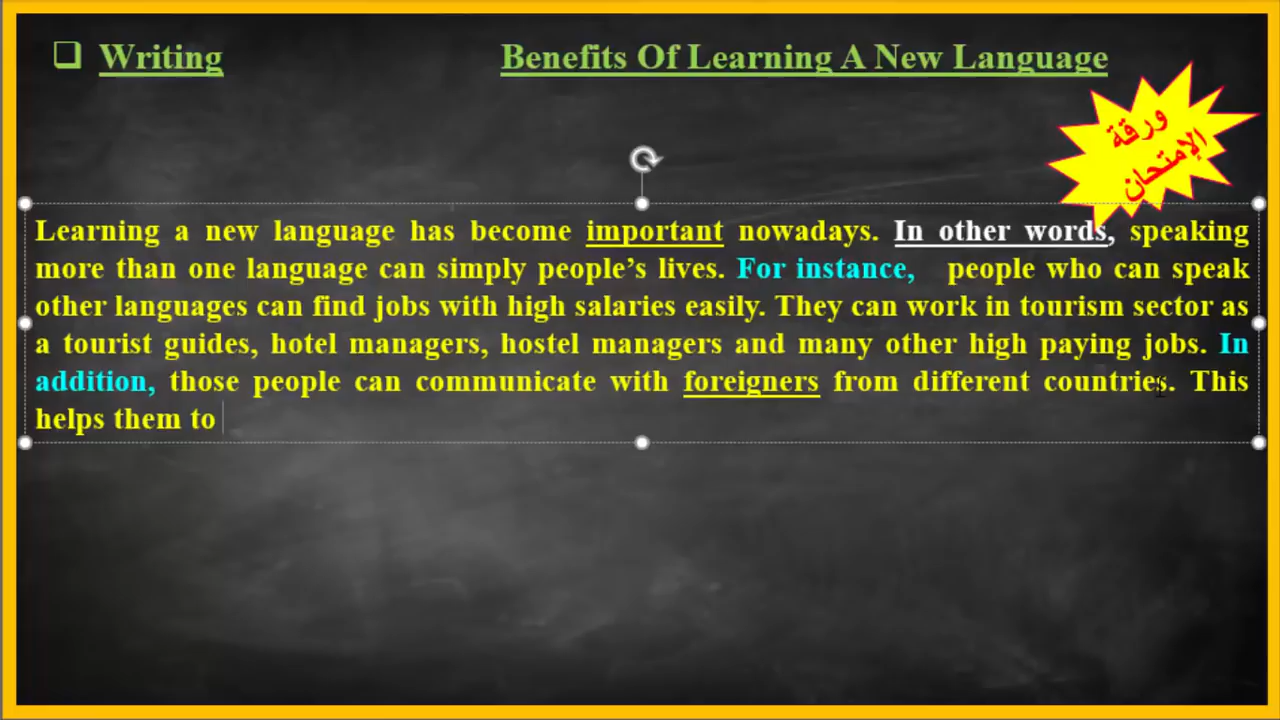 Writing
Benefits Of Learning A New Language
ورقة
الإمتحان
Learning a new language has become important nowadays. In other words, speaking
more than one language can simply people’s lives. For instance, people who can speak
other languages can find jobs with high salaries easily. They can work in tourism sector as
a tourist guides, hotel managers, hostel managers and many other high paying jobs. In
addition, those people can communicate with foreigners from different countries. This
helps them to